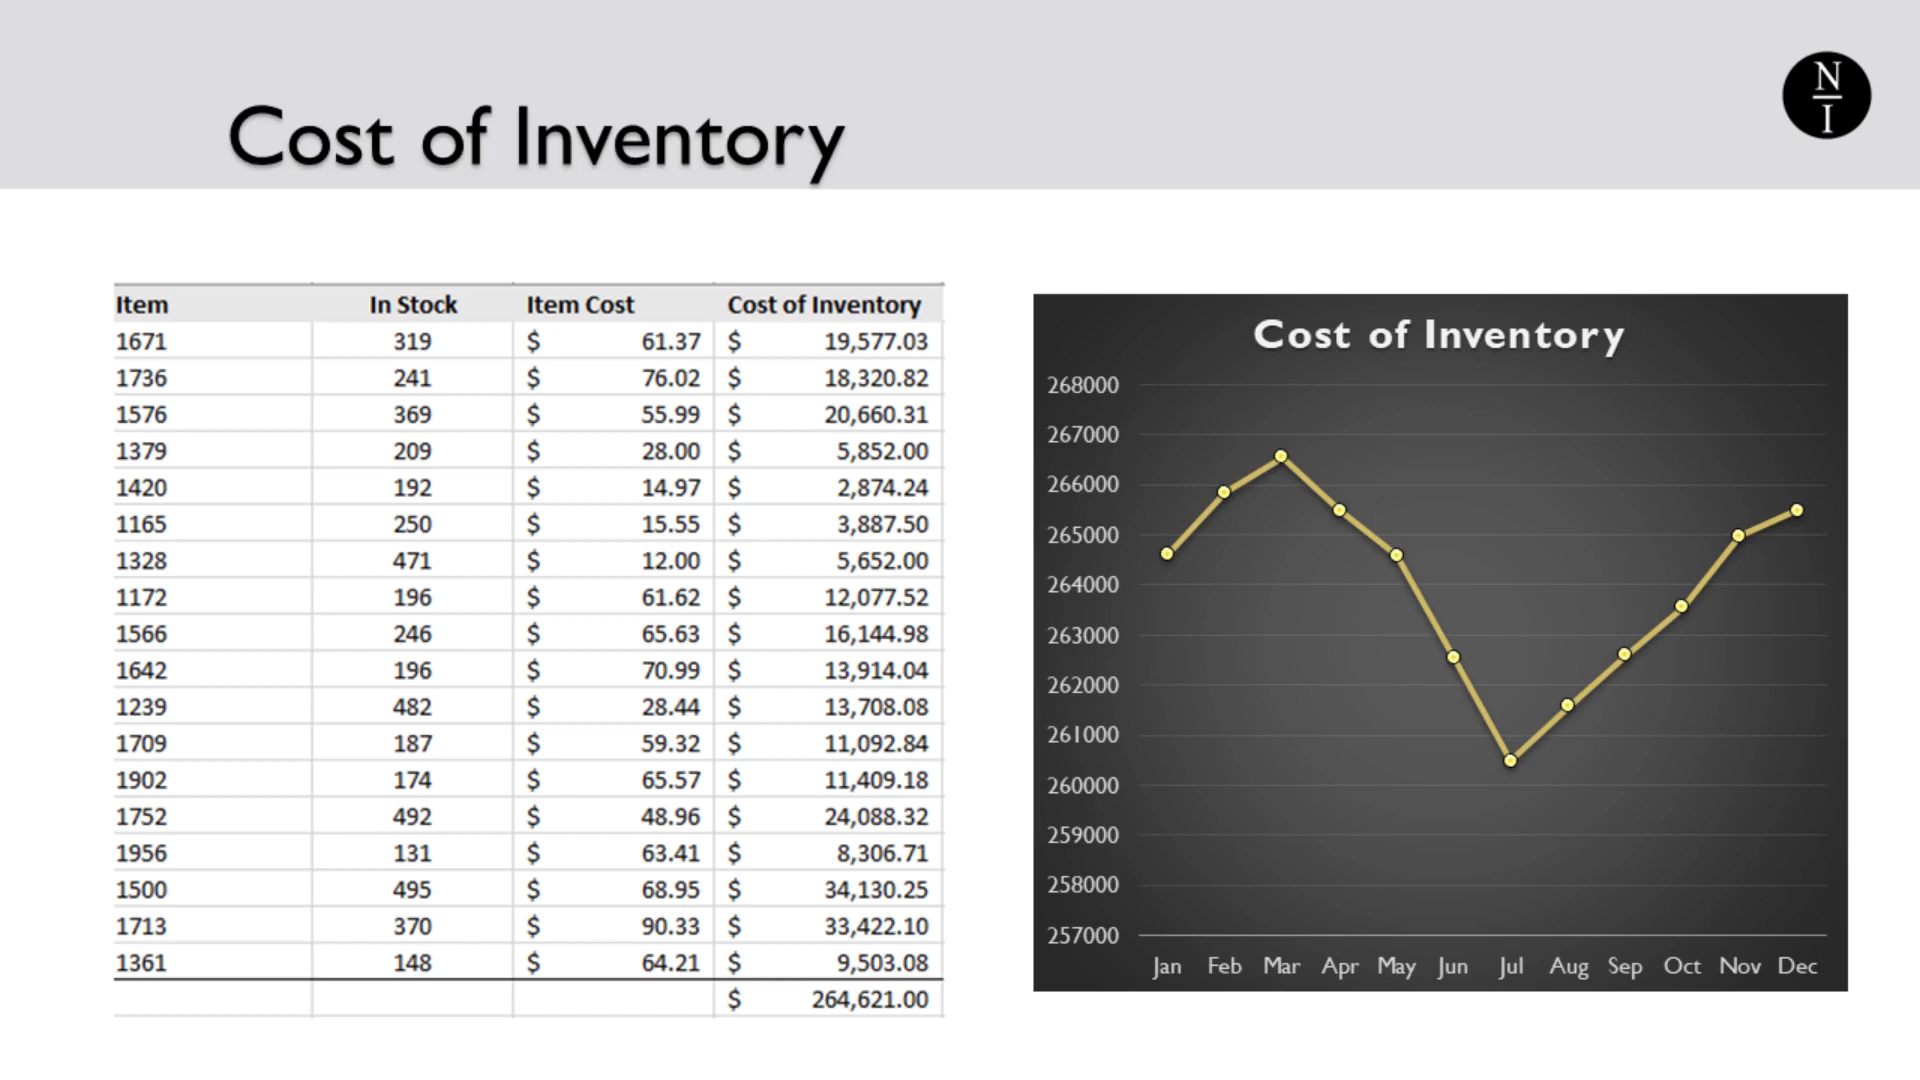 N
I
Cost of Inventory
Item In Stock Item Cost Cost of Inventory
1671 319 $ 61.37 $ 19,577.03
1736 241 $ 76.02 $ 18,320.82
1576 369 $ 55.99 $ 20,660.31
1379 209 $ 28.00 $ 5,852.00
1420 192 $ 14.97 $ 2,874.24
1165 250 $ 15.55 $ 3,887.50
1328 471 $ 12.00 $ 5,652.00
1172 196 $ 61.62 $ 12,077.52
1566 246 $ 65.63 $ 16,144.98
1642 196 $ 70.99 $ 13,914.04
1239 482 $ 28.44 $ 13,708.08
1709 187 $ 59.32 $ 11,092.84
1902 174 $ 65.57 $ 11,409.18
1752 492 $ 48.96 $ 24,088.32
1956 131 $ 63.41 $ 8,306.71
1500 495 $ 68.95 $ 34,130.25
1713 370 $ 90.33 $ 33,422.10
1361 148 $ 64.21 $ 9,503.08
$ 264,621.00
Cost of Inventory
268000
267000
266000
265000
264000
263000
262000
261000
260000
259000
258000
257000
Jan Feb Mar Apr May Jun Jul Aug Sep Oct Nov Dec